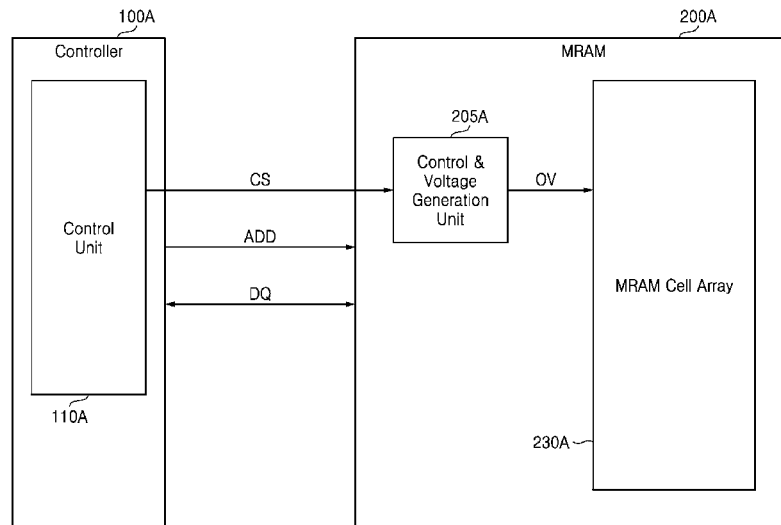 100A
200A
Controller
MRAM
205A
Control &
Voltage
Generation
Unit
CS
OV
Control
Unit
ADD
DQ
MRAM Cell Array
110A
230A